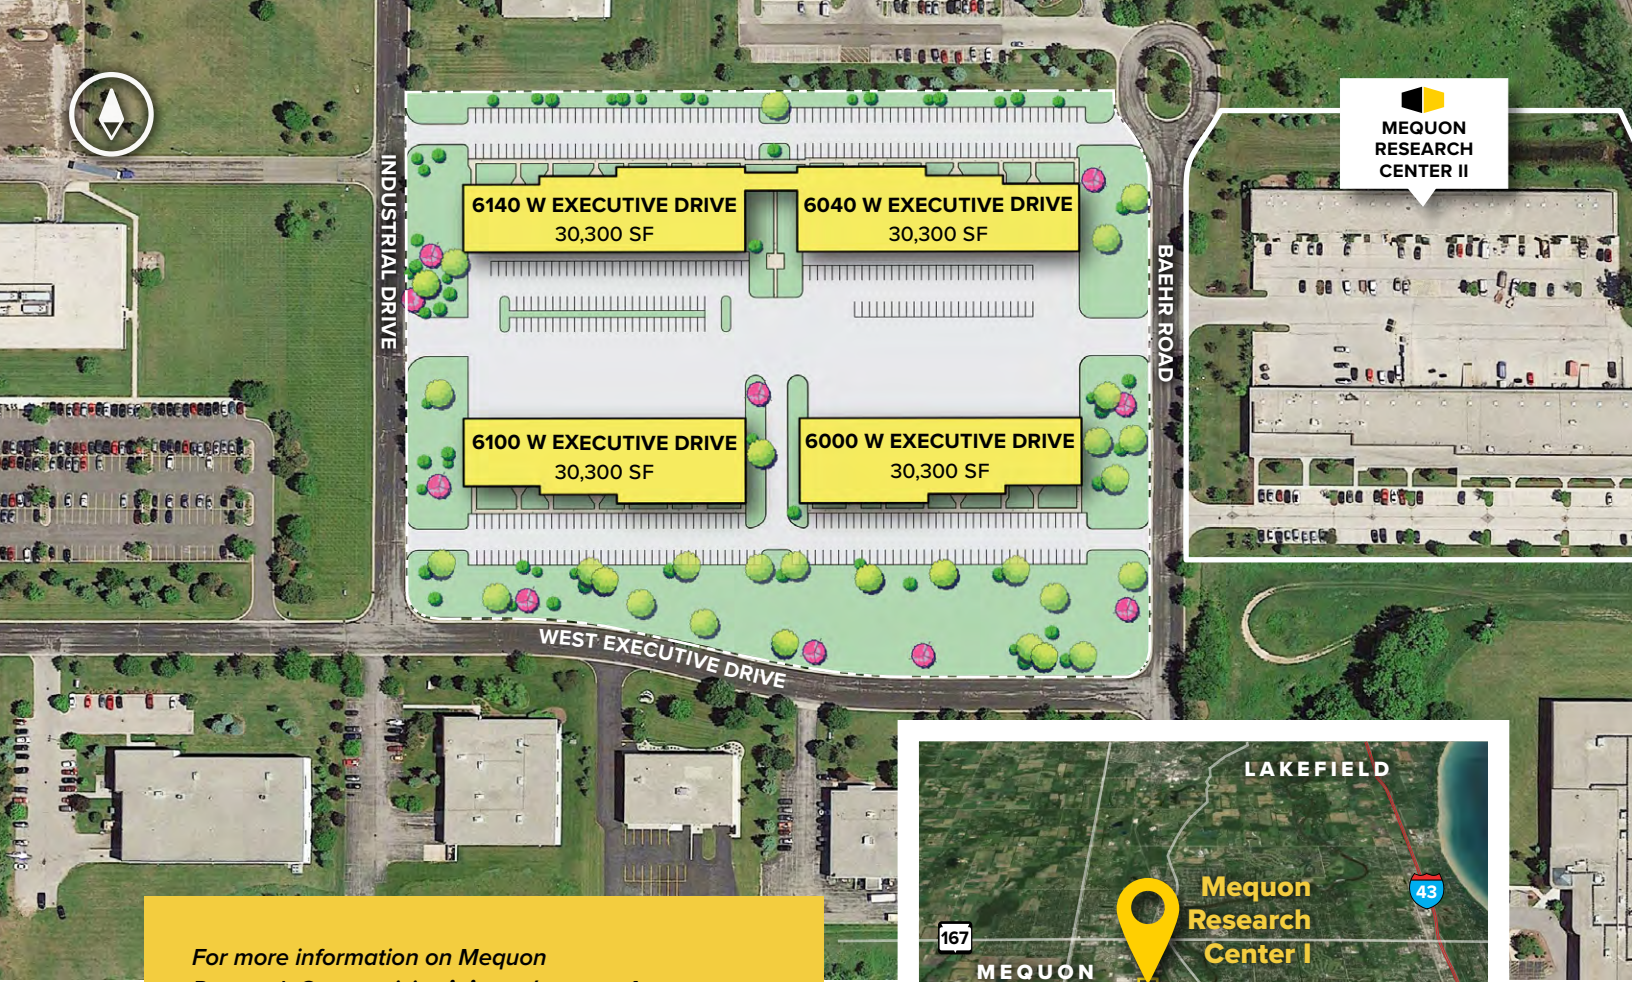 MEQUON
RESEARCH
CENTER II
INDUSTRIAL DRIVE
6140 W EXECUTIVE DRIVE
30,300 SF
6040 W EXECUTIVE DRIVE
30,300 SF
BAEHR ROAD
6100 W EXECUTIVE DRIVE
30,300 SF
6000 W EXECUTIVE DRIVE
30,300 SF
WEST EXECUTIVE DRIVE
LAKEFIELD
43
Mequon
Research
Center I
167
MEQUON
For more information on Mequon